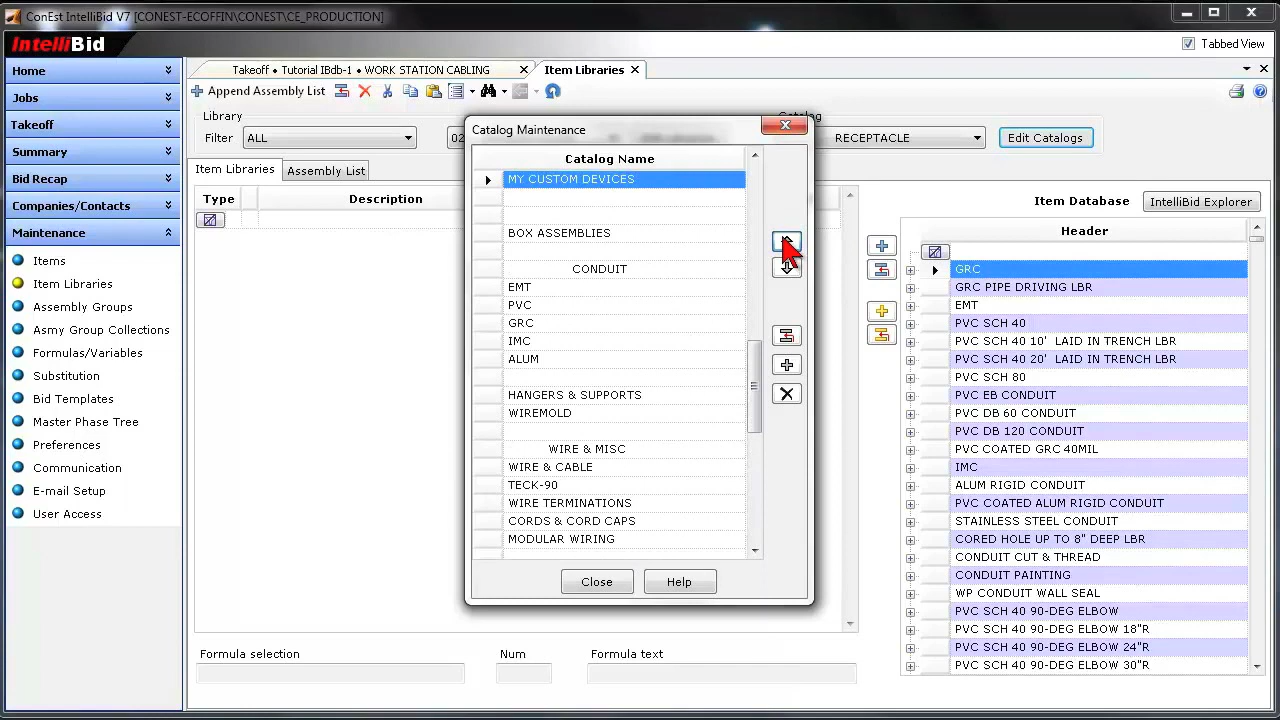 ConEst IntelliBid V7 [CONEST-ECOFFIN\CONEST\CE_PRODUCTION]
IntelliBid
Tabbed View
Home
Jobs
Takeoff
Summary
Bid Recap
Companies/Contacts
Maintenance
Items
Item Libraries
Assembly Groups
Asmy Group Collections
Formulas/Variables
Substitution
Bid Templates
Master Phase Tree
Preferences
Communication
E-mail Setup
User Access
Takeoff • Tutorial IBdb-1 • WORK STATION CABLING
Item Libraries
Append Assembly List
Library
Filter
ALL
02
RECEPTACLE
Edit Catalogs
Item Libraries
Assembly List
Type
Description
Catalog Maintenance
Catalog Name
MY CUSTOM DEVICES
BOX ASSEMBLIES
CONDUIT
EMT
PVC
GRC
IMC
ALUM
HANGERS & SUPPORTS
WIREMOLD
WIRE & MISC
WIRE & CABLE
TECK-90
WIRE TERMINATIONS
CORDS & CORD CAPS
MODULAR WIRING
Close
Help
Item Database
IntelliBid Explorer
Header
GRC
GRC PIPE DRIVING LBR
EMT
PVC SCH 40
PVC SCH 40 10' LAID IN TRENCH LBR
PVC SCH 40 20' LAID IN TRENCH LBR
PVC SCH 80
PVC EB CONDUIT
PVC DB 60 CONDUIT
PVC DB 120 CONDUIT
PVC COATED GRC 40MIL
IMC
ALUM RIGID CONDUIT
PVC COATED ALUM RIGID CONDUIT
STAINLESS STEEL CONDUIT
CORED HOLE UP TO 8" DEEP LBR
CONDUIT CUT & THREAD
CONDUIT PAINTING
WP CONDUIT WALL SEAL
PVC SCH 40 90-DEG ELBOW
PVC SCH 40 90-DEG ELBOW 18"R
PVC SCH 40 90-DEG ELBOW 24"R
PVC SCH 40 90-DEG ELBOW 30"R
Formula selection
Num
Formula text